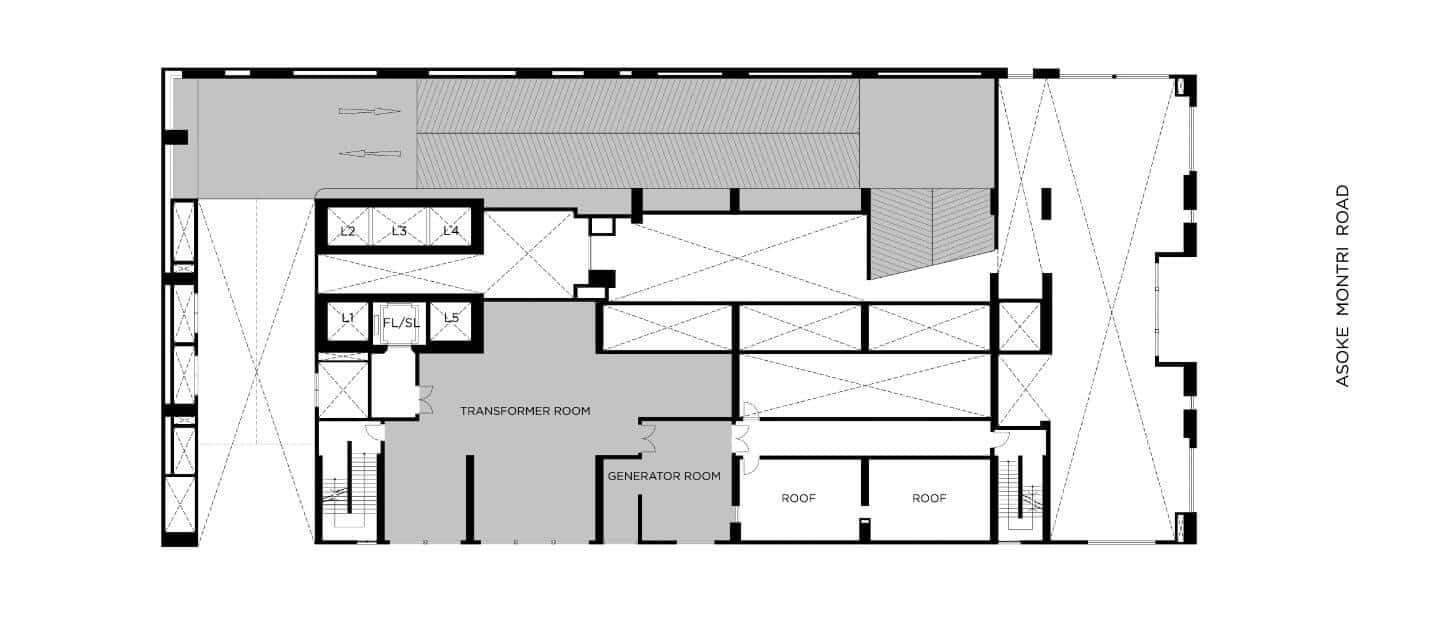 L2
L3
L4
L1
FL/SL
L5
TRANSFORMER ROOM
GENERATOR ROOM
ROOF
ROOF
ASOKE MONTRI ROAD